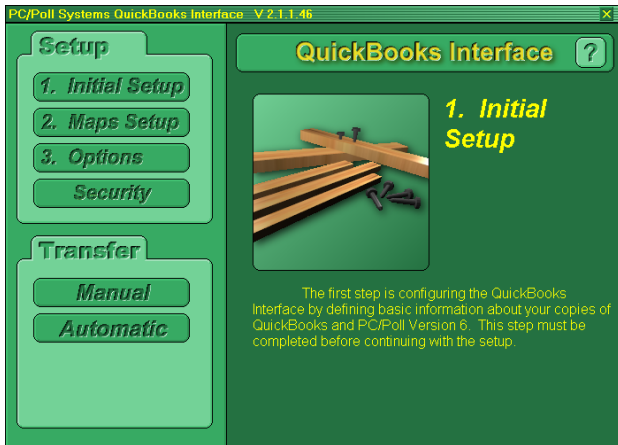 PC/Poll Systems QuickBooks Interface V 2.1.1.46
Setup
1. Initial Setup
2. Maps Setup
3. Options
Security
Transfer
Manual
Automatic
QuickBooks Interface ?
1. Initial
Setup
The first step is configuring the QuickBooks
Interface by defining basic information about your copies of
QuickBooks and PC/Poll Version 6. This step must be
completed before continuing with the setup.